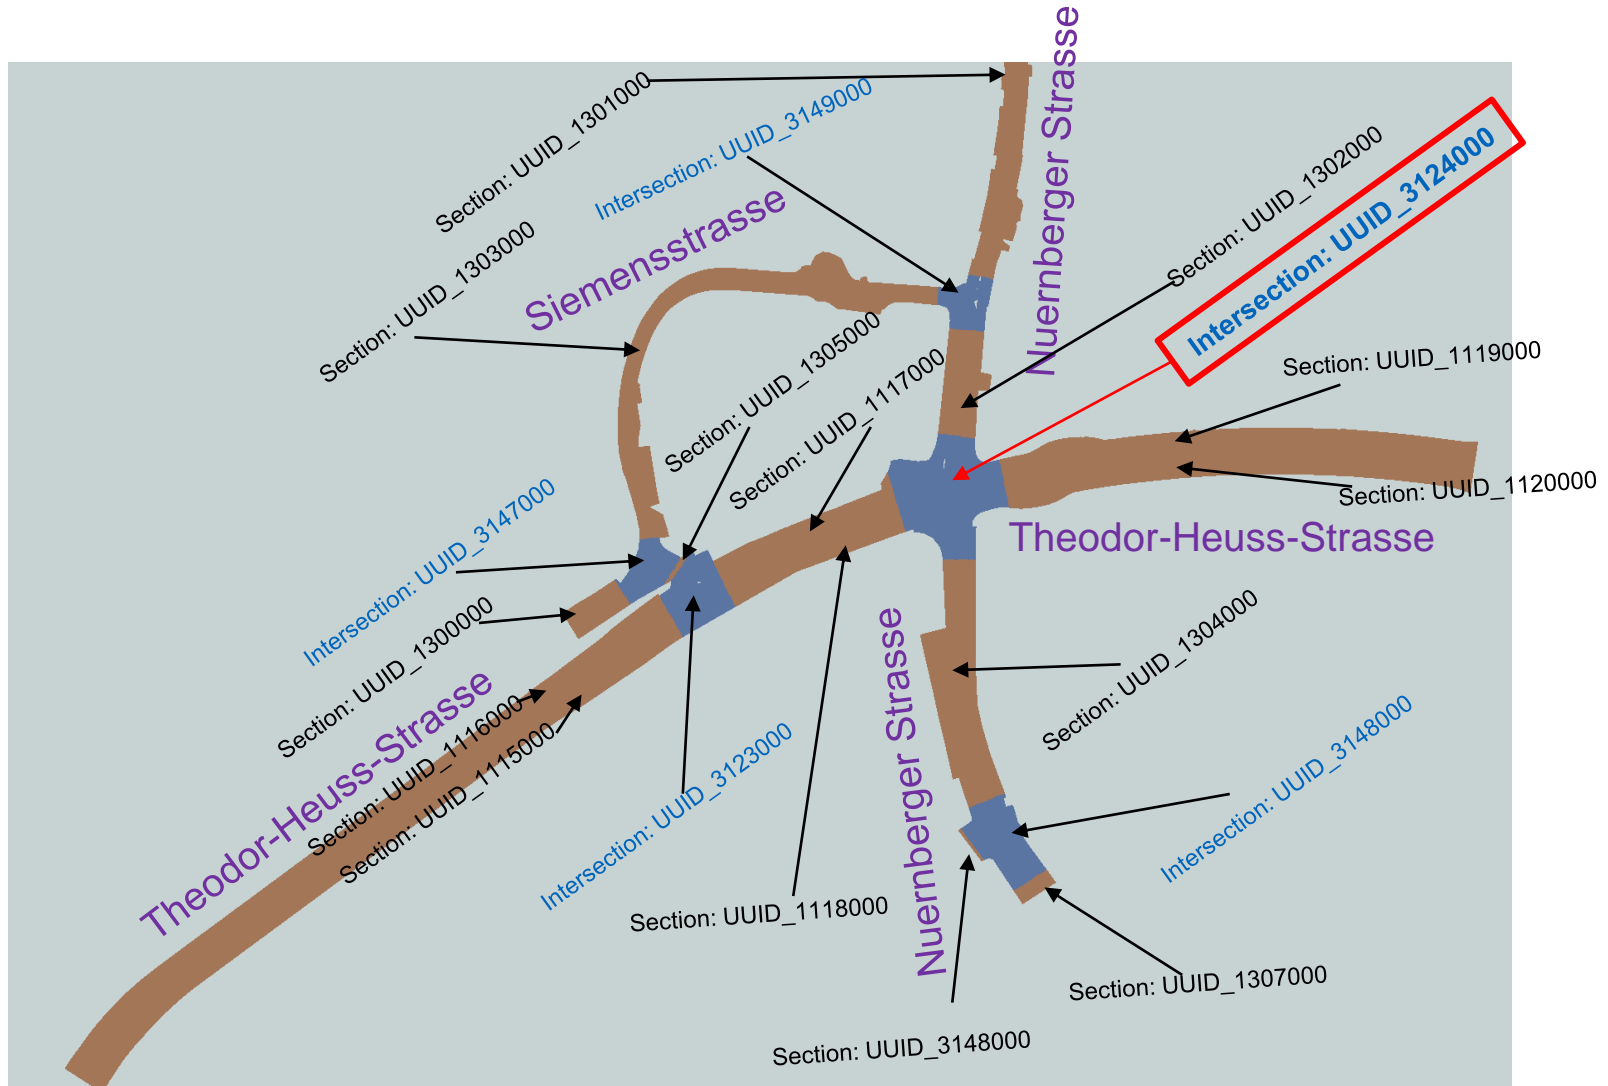 Nuernberger Strasse
Section: UUID_1301000
Intersection: UUID_3149000
Section: UUID_1302000
Intersection: UUID_3124000
Siemensstrasse
Section: UUID_1303000
Section: UUID_1305000
Section: UUID_1117000
Section: UUID_1119000
Section: UUID_1120000
Theodor-Heuss-Strasse
Intersection: UUID_3147000
Section: UUID_1300000
Theodor-Heuss-Strasse
Section: UUID_1116000
Section: UUID_1115000
Intersection: UUID_3123000
Nuernberger Strasse
Section: UUID_1304000
Intersection: UUID_3148000
Section: UUID_1118000
Section: UUID_1307000
Section: UUID_3148000